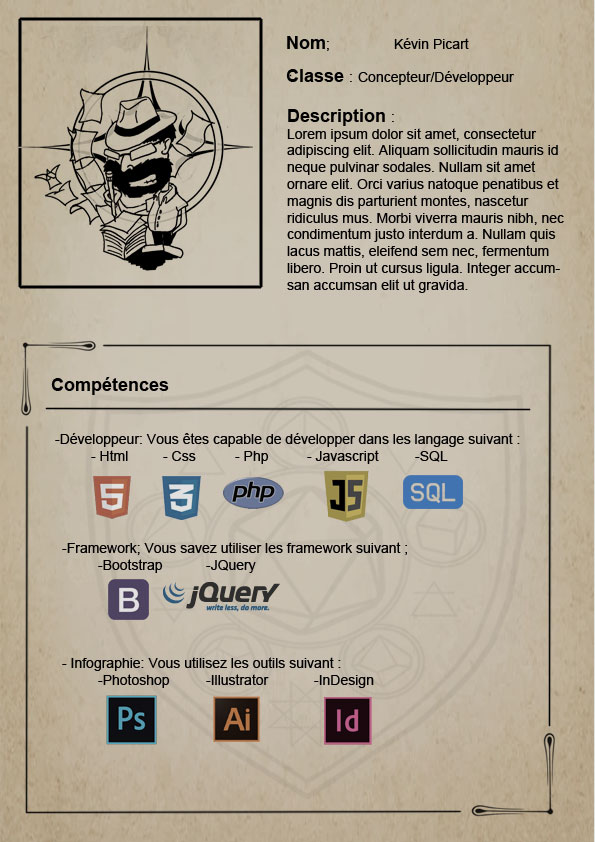 Nom; Kévin Picart
Classe : Concepteur/Développeur
Description :
Lorem ipsum dolor sit amet, consectetur
adipiscing elit. Aliquam sollicitudin mauris id
neque pulvinar sodales. Nullam sit amet
ornare elit. Orci varius natoque penatibus et
magnis dis parturient montes, nascetur
ridiculus mus. Morbi viverra mauris nibh, nec
condimentum justo interdum a. Nullam quis
lacus mattis, eleifend sem nec, fermentum
libero. Proin ut cursus ligula. Integer accum-
san accumsan elit ut gravida.
Compétences
-Développeur: Vous êtes capable de développer dans les langage suivant :
- Html - Css - Php - Javascript -SQL
5 3 php JS SQL
-Framework; Vous savez utiliser les framework suivant ;
-Bootstrap -JQuery
B jQuery
write less, do more.
- Infographie: Vous utilisez les outils suivant :
-Photoshop -Illustrator -InDesign
Ps Ai Id